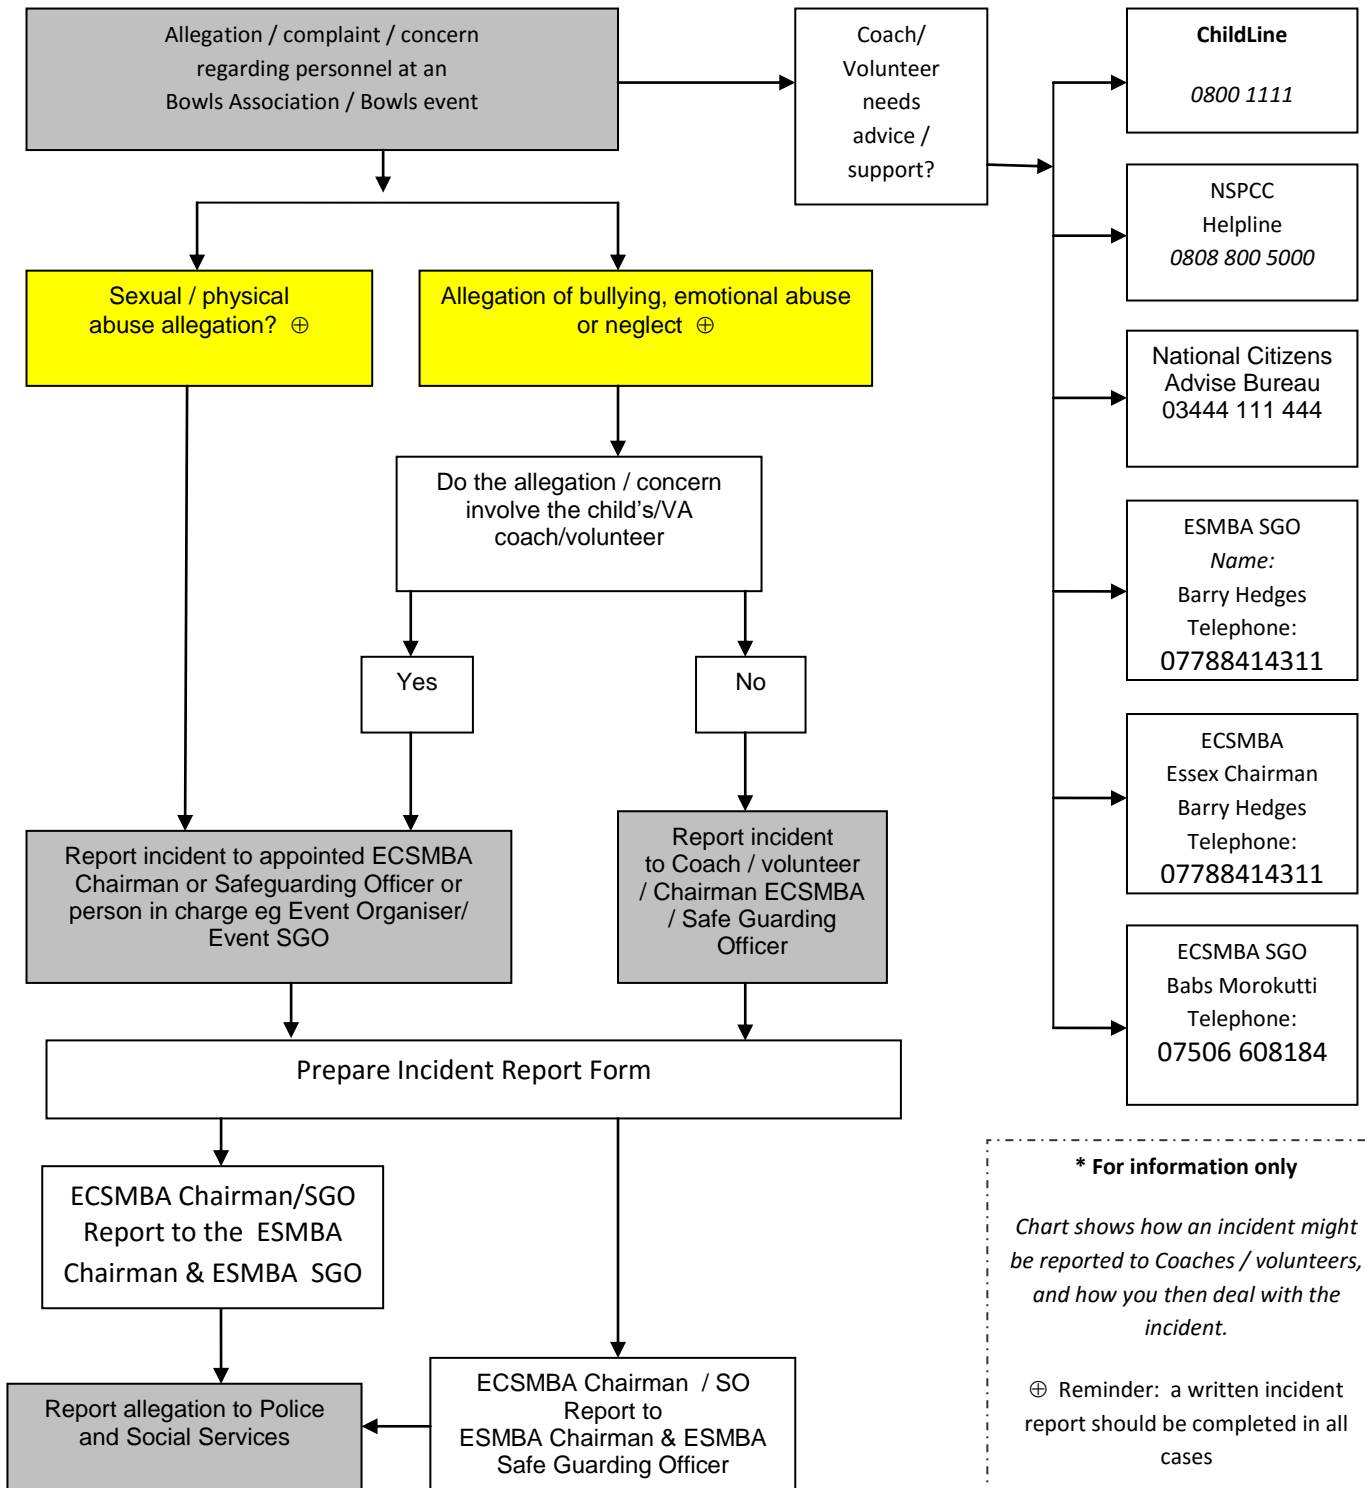 Allegation / complaint / concern
regarding personnel at an
Bowls Association / Bowls event
Coach/
Volunteer
needs
advice /
support?
ChildLine
0800 1111
NSPCC
Helpline
0808 800 5000
National Citizens
Advise Bureau
03444 111 444
ESMBA SGO
Name:
Barry Hedges
Telephone:
07788414311
ECSMBA
Essex Chairman
Barry Hedges
Telephone:
07788414311
ECSMBA SGO
Babs Morokutti
Telephone:
07506 608184
Sexual / physical
abuse allegation? ⊕
Allegation of bullying, emotional abuse
or neglect ⊕
Do the allegation / concern
involve the child’s/VA
coach/volunteer
Yes
No
Report incident to appointed ECSMBA
Chairman or Safeguarding Officer or
person in charge eg Event Organiser/
Event SGO
Report incident
to Coach / volunteer
/ Chairman ECSMBA
/ Safe Guarding
Officer
Prepare Incident Report Form
ECSMBA Chairman/SGO
Report to the ESMBA
Chairman & ESMBA SGO
Report allegation to Police
and Social Services
ECSMBA Chairman / SO
Report to
ESMBA Chairman & ESMBA
Safe Guarding Officer
* For information only
Chart shows how an incident might
be reported to Coaches / volunteers,
and how you then deal with the
incident.
⊕ Reminder: a written incident
report should be completed in all
cases